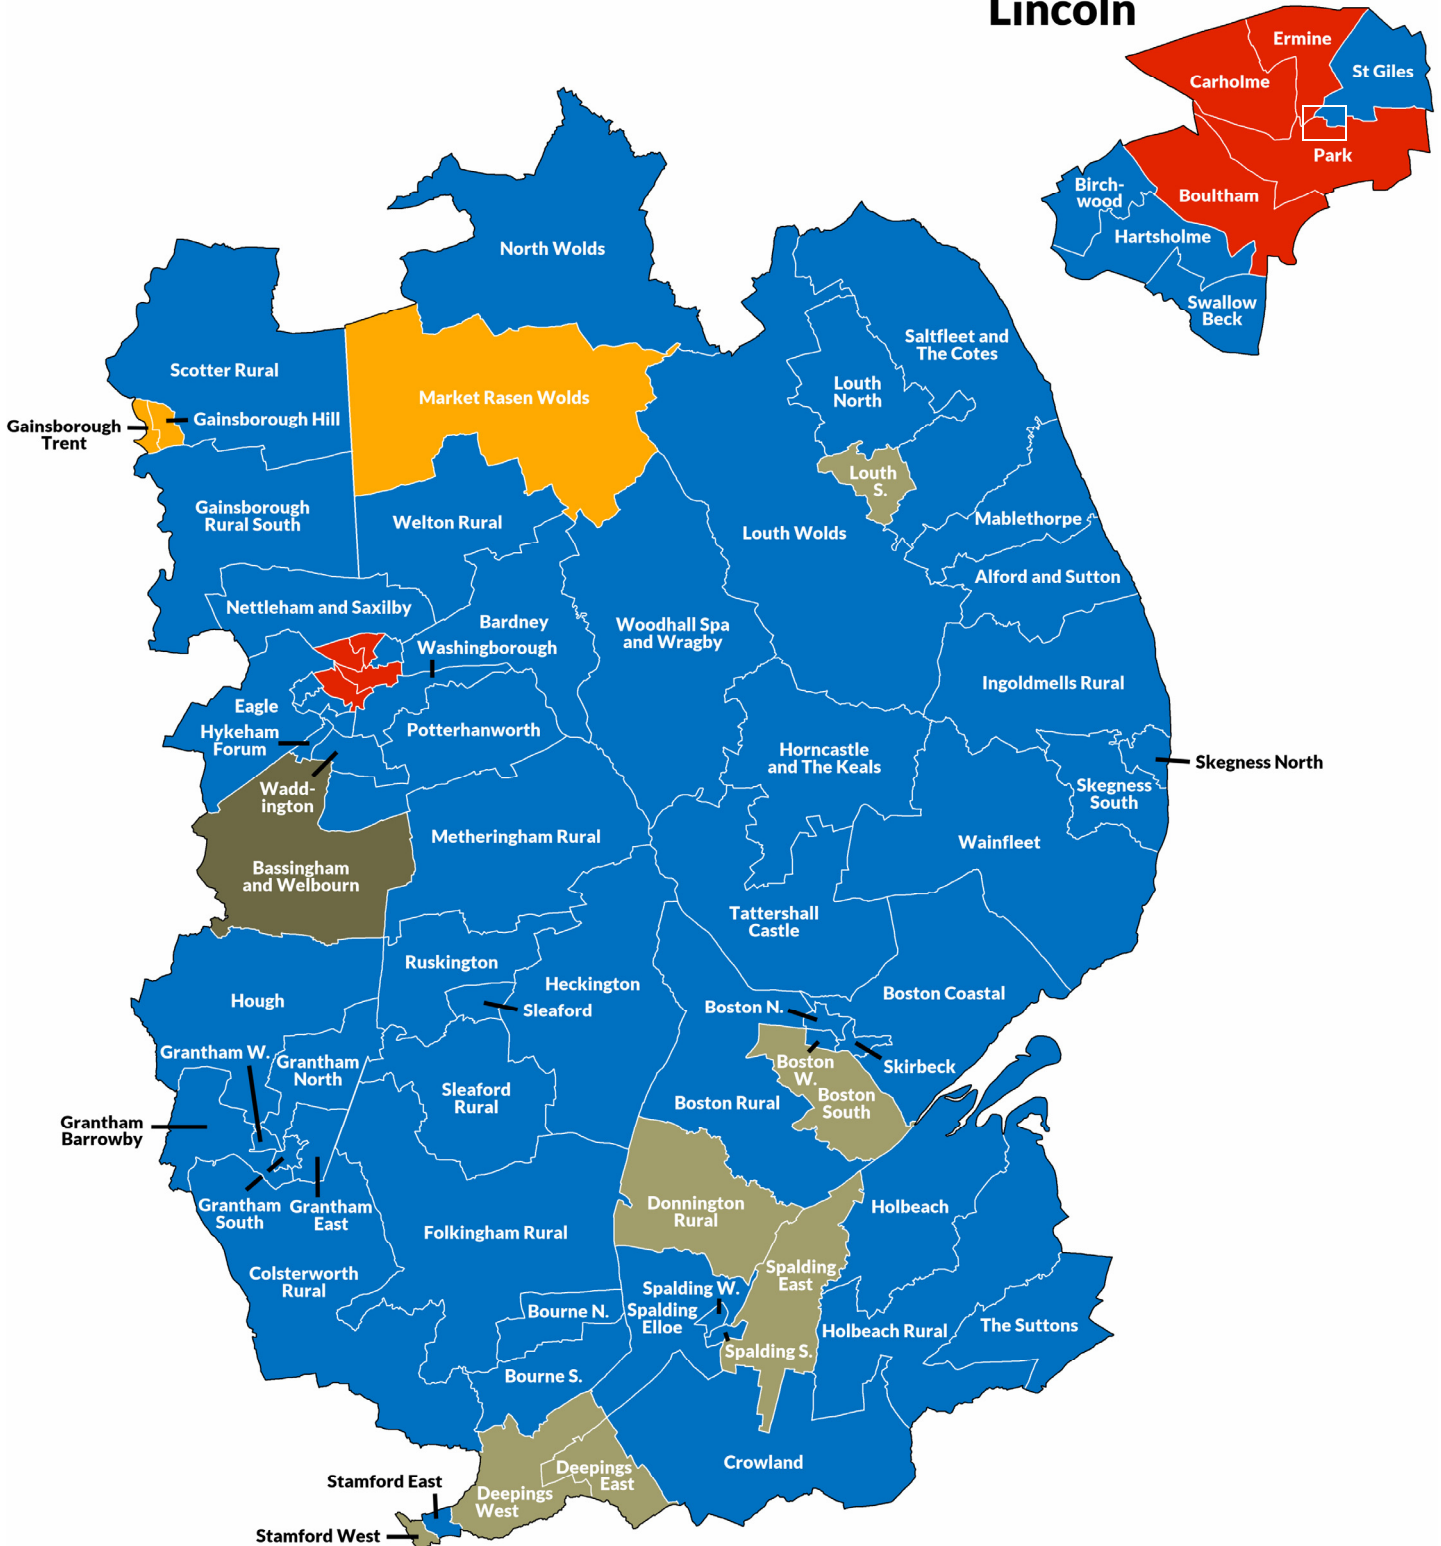 Lincoln
Ermine
St Giles
Carholme
Park
Birch-
wood
Boultham
Hartsholme
Swallow
Beck
North Wolds
Scotter Rural
Saltfleet and
The Cotes
Market Rasen Wolds
Louth
North
Gainsborough
Trent
Gainsborough Hill
Louth
S.
Gainsborough
Rural South
Welton Rural
Louth Wolds
Mablethorpe
Alford and Sutton
Nettleham and Saxilby
Bardney
Washingborough
Woodhall Spa
and Wragby
Ingoldmells Rural
Eagle
Hykeham
Forum
Potterhanworth
Horncastle
and The Keals
Skegness North
Skegness
South
Wadd-
ington
Metheringham Rural
Wainfleet
Bassingham
and Welbourn
Tattershall
Castle
Ruskington
Heckington
Hough
Sleaford
Boston N.
Boston Coastal
Grantham W.
Grantham
North
Boston
W.
Skirbeck
Sleaford
Rural
Boston Rural
Boston
South
Grantham
Barrowby
Grantham
South
Grantham
East
Donnington
Rural
Holbeach
Folkingham Rural
Colsterworth
Rural
Spalding
East
Spalding W.
Spalding
Elloe
Bourne N.
Holbeach Rural
The Suttons
Spalding S.
Bourne S.
Crowland
Deepings
East
Deepings
West
Stamford East
Stamford West